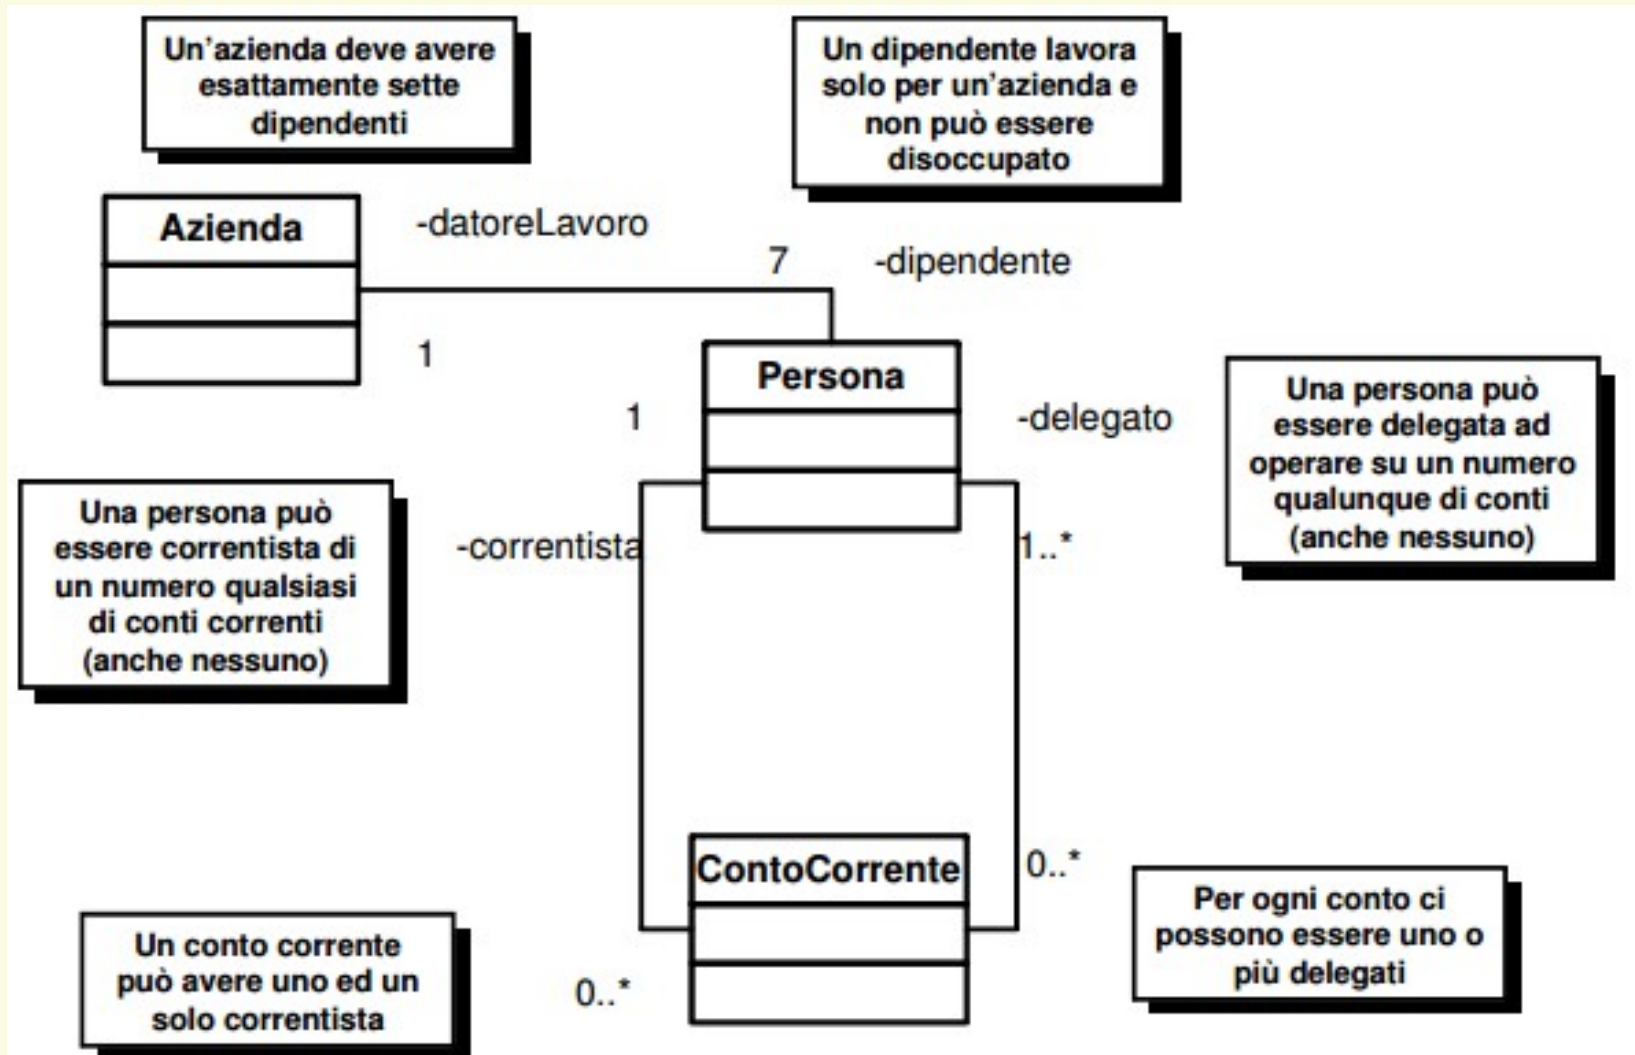 Un'azienda deve avere
esattamente sette
dipendenti
Un dipendente lavora
solo per un'azienda e
non può essere
disoccupato
Azienda
-datoreLavoro
7
-dipendente
1
Persona
1
-delegato
Una persona può
essere delegata ad
operare su un numero
qualunque di conti
(anche nessuno)
Una persona può
essere correntista di
un numero qualsiasi
di conti correnti
(anche nessuno)
-correntista
1..*
ContoCorrente
0..*
Per ogni conto ci
possono essere uno o
più delegati
Un conto corrente
può avere uno ed un
solo correntista
0..*